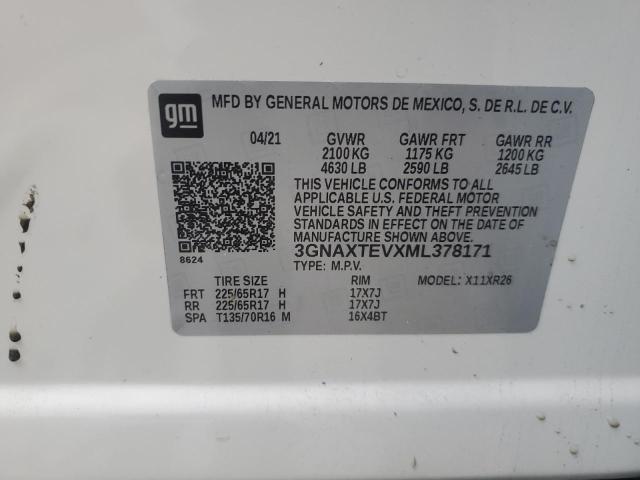 gm
MFD BY GENERAL MOTORS DE MEXICO, S. DE R.L. DE C.V.
04/21 GVWR GAWR FRT GAWR RR
2100 KG 1175 KG 1200 KG
4630 LB 2590 LB 2645 LB
THIS VEHICLE CONFORMS TO ALL
APPLICABLE U.S. FEDERAL MOTOR
VEHICLE SAFETY AND THEFT PREVENTION
STANDARDS IN EFFECT ON THE DATE OF
MANUFACTURE SHOWN ABOVE.
3GNAXTEVXML378171
8624
TYPE: M.P.V.
TIRE SIZE RIM MODEL: X11XR26
FRT 225/65R17 H 17X7J
RR 225/65R17 H 17X7J
SPA T135/70R16 M 16X4BT